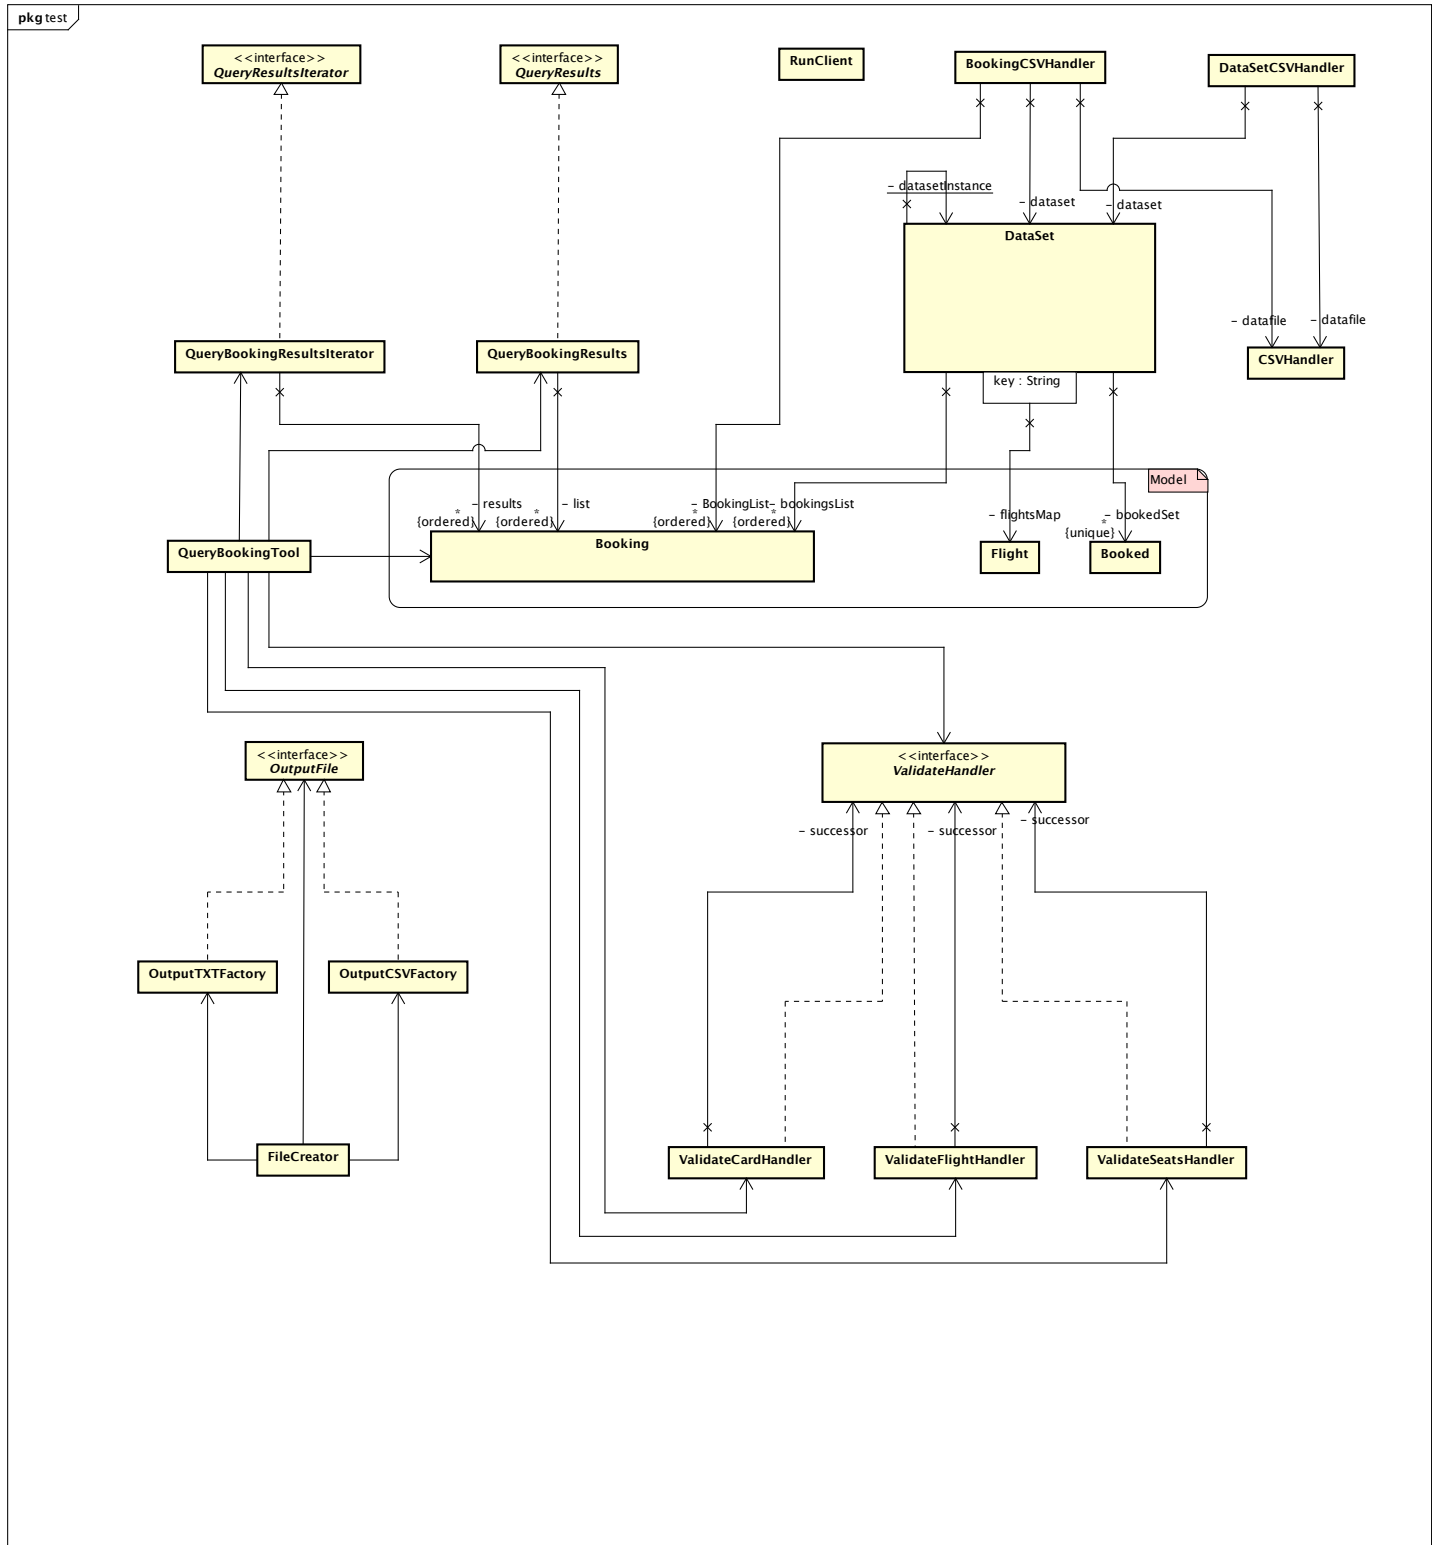 pkg test
<<interface>>
QueryResultsIterator
<<interface>>
QueryResults
RunClient
BookingCSVHandler
DataSetCSVHandler
- datasetInstance
- dataset
- dataset
DataSet
- datafile
- datafile
QueryBookingResultsIterator
QueryBookingResults
CSVHandler
key : String
Model
- results
- list
- BookingList
- bookingsList
- flightsMap
- bookedSet
*
{ordered}
*
{ordered}
*
{ordered}
*
{ordered}
*
{unique}
QueryBookingTool
Booking
Flight
Booked
<<interface>>
OutputFile
<<interface>>
ValidateHandler
- successor
- successor
- successor
OutputTXTFactory
OutputCSVFactory
FileCreator
ValidateCardHandler
ValidateFlightHandler
ValidateSeatsHandler